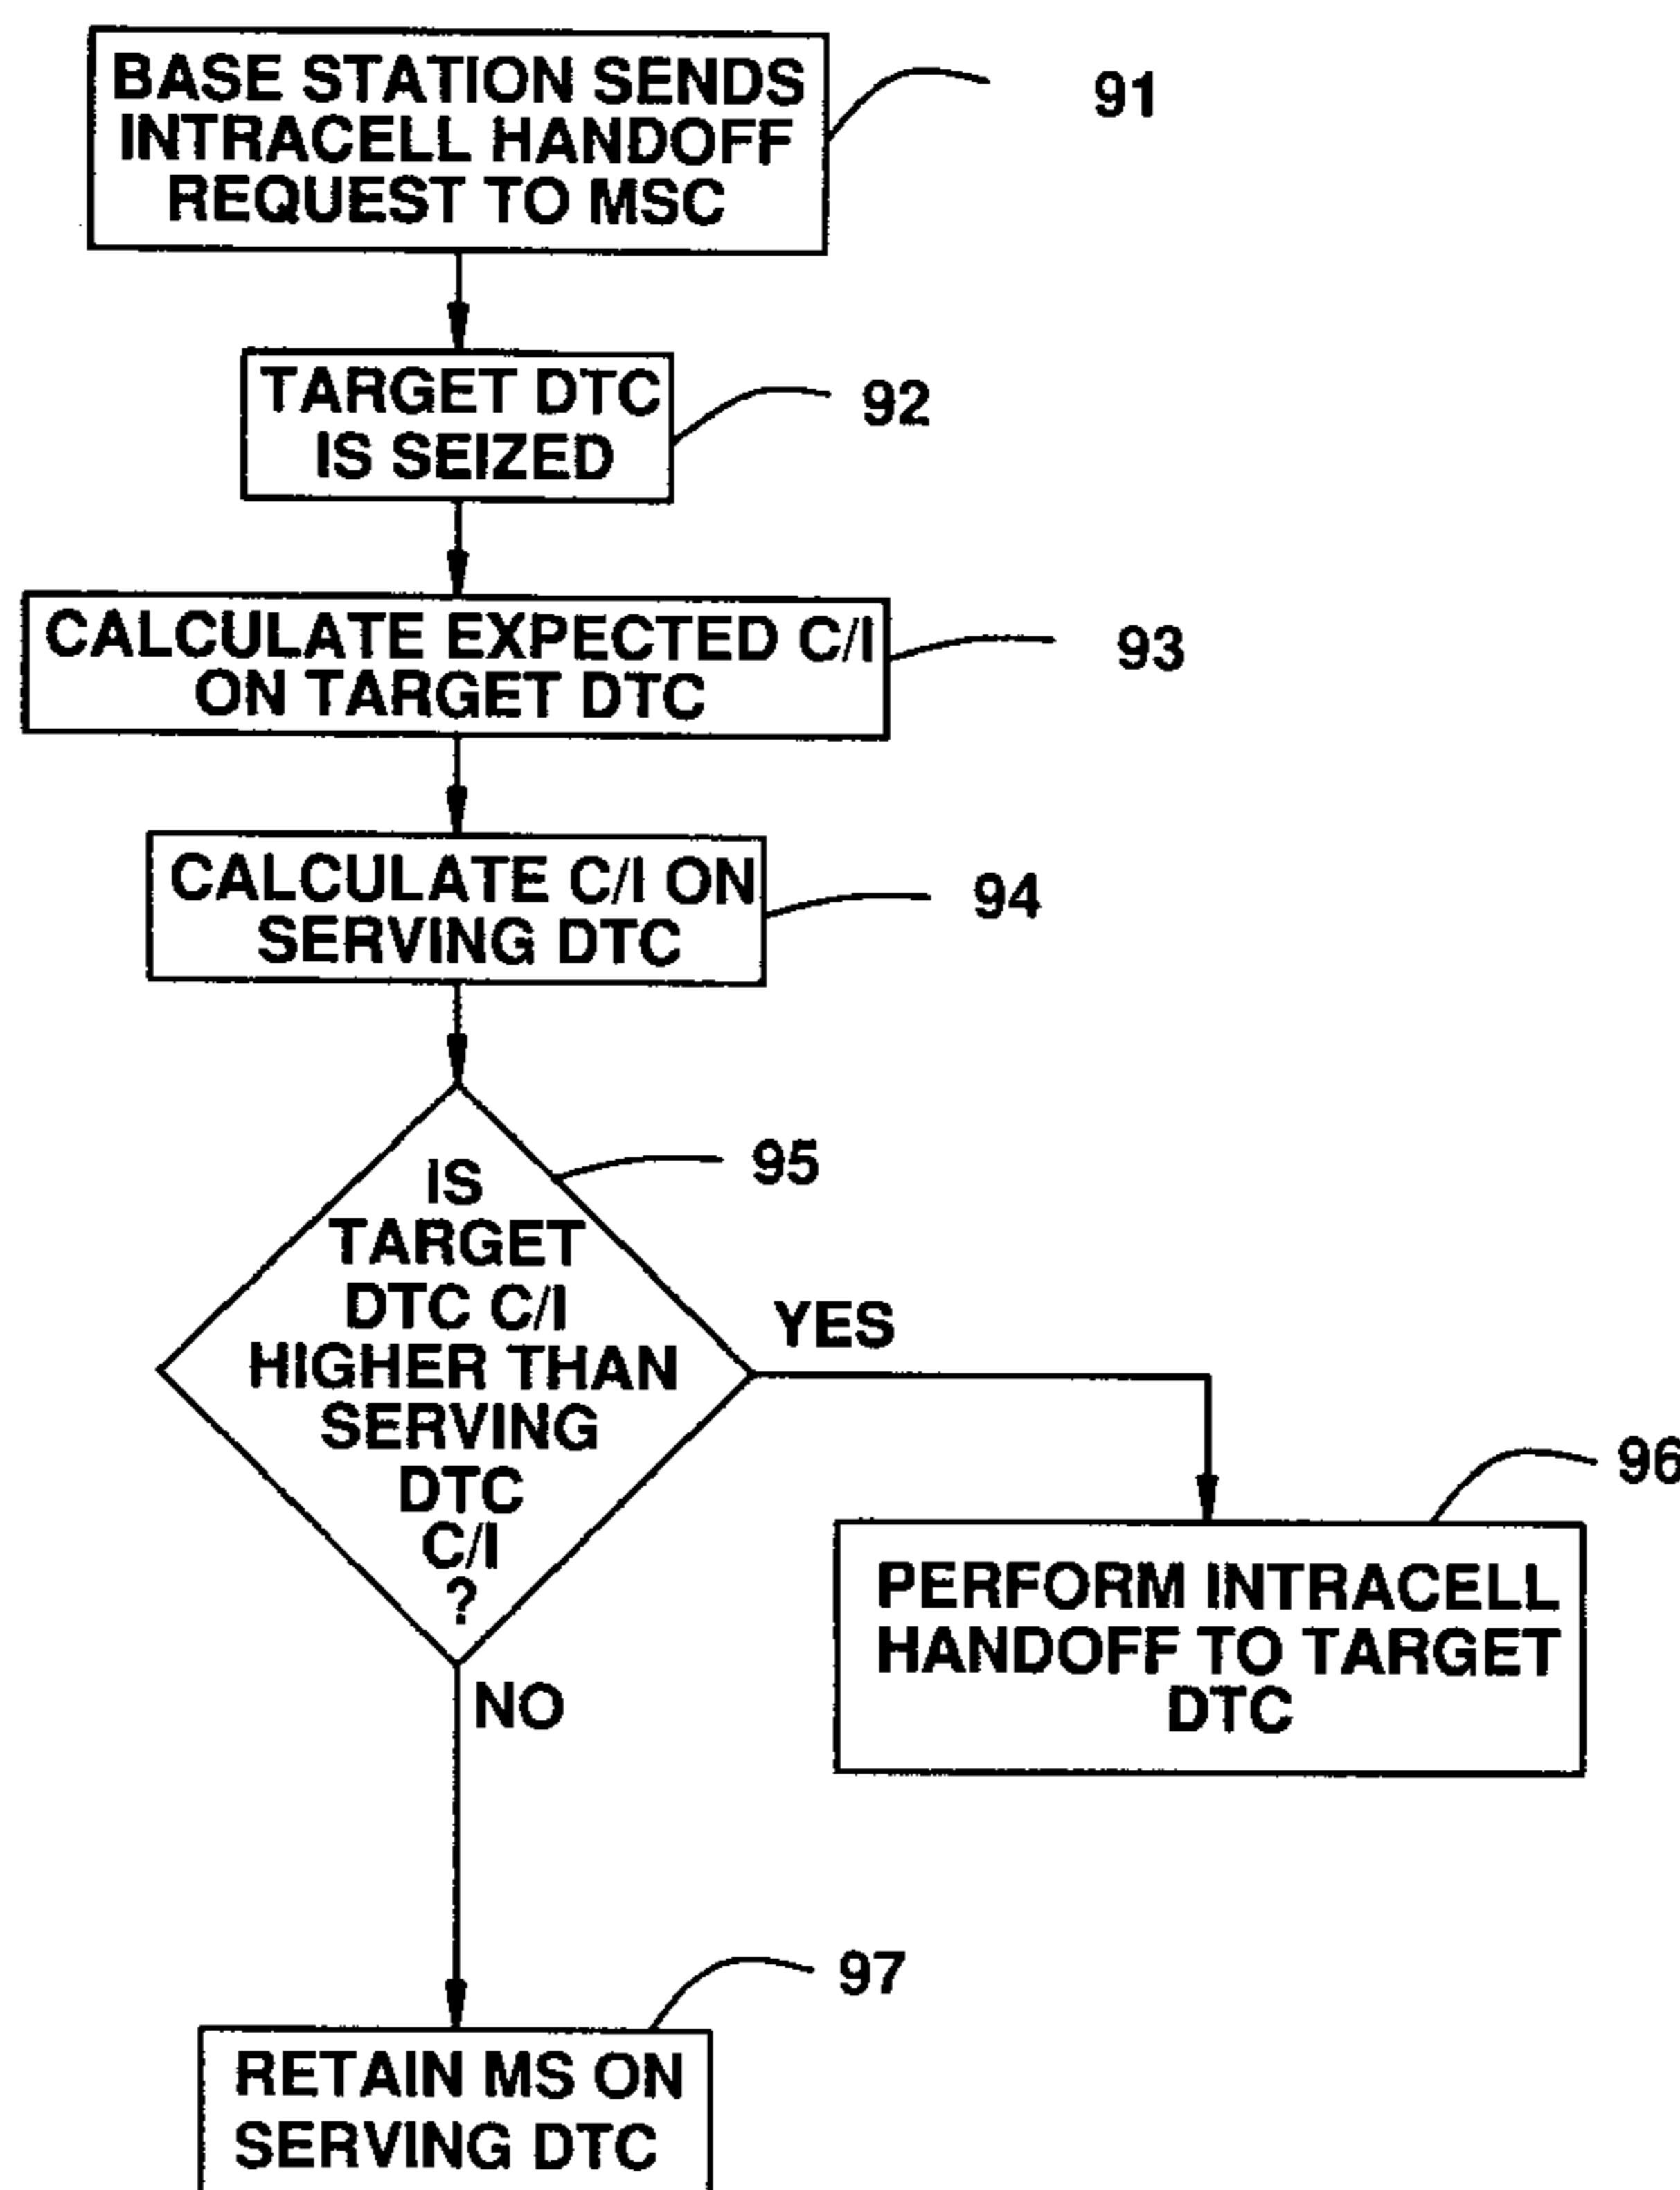 BASE STATION SENDS
INTRACELL HANDOFF
REQUEST TO MSC
91
TARGET DTC
IS SEIZED
92
CALCULATE EXPECTED C/I
ON TARGET DTC
93
CALCULATE C/I ON
SERVING DTC
94
IS
TARGET
DTC C/I
HIGHER THAN
SERVING
DTC
C/I
?
95
YES
96
PERFORM INTRACELL
HANDOFF TO TARGET
DTC
NO
97
RETAIN MS ON
SERVING DTC